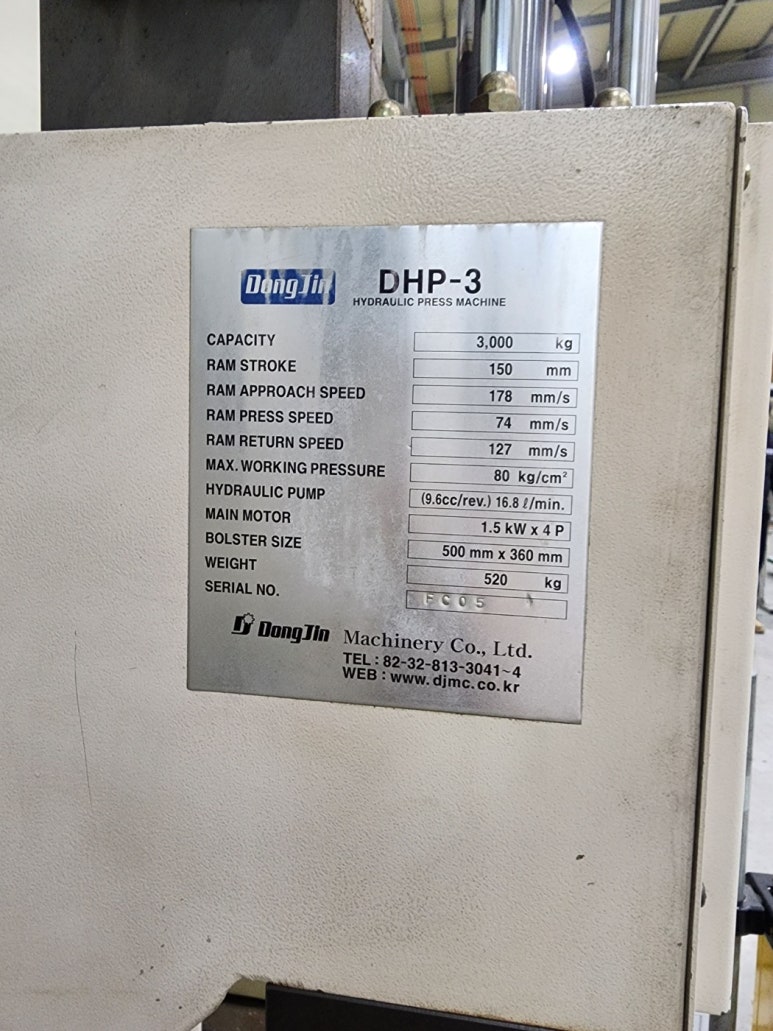 DongJin DHP-3
HYDRAULIC PRESS MACHINE
CAPACITY 3,000 kg
RAM STROKE 150 mm
RAM APPROACH SPEED 178 mm/s
RAM PRESS SPEED 74 mm/s
RAM RETURN SPEED 127 mm/s
MAX. WORKING PRESSURE 80 kg/cm²
HYDRAULIC PUMP (9.6cc/rev.) 16.8 ℓ/min.
MAIN MOTOR 1.5 kW x 4 P
BOLSTER SIZE 500 mm x 360 mm
WEIGHT 520 kg
SERIAL NO. FC05
DongJin Machinery Co., Ltd.
TEL : 82-32-813-3041~4
WEB : www.djmc.co.kr